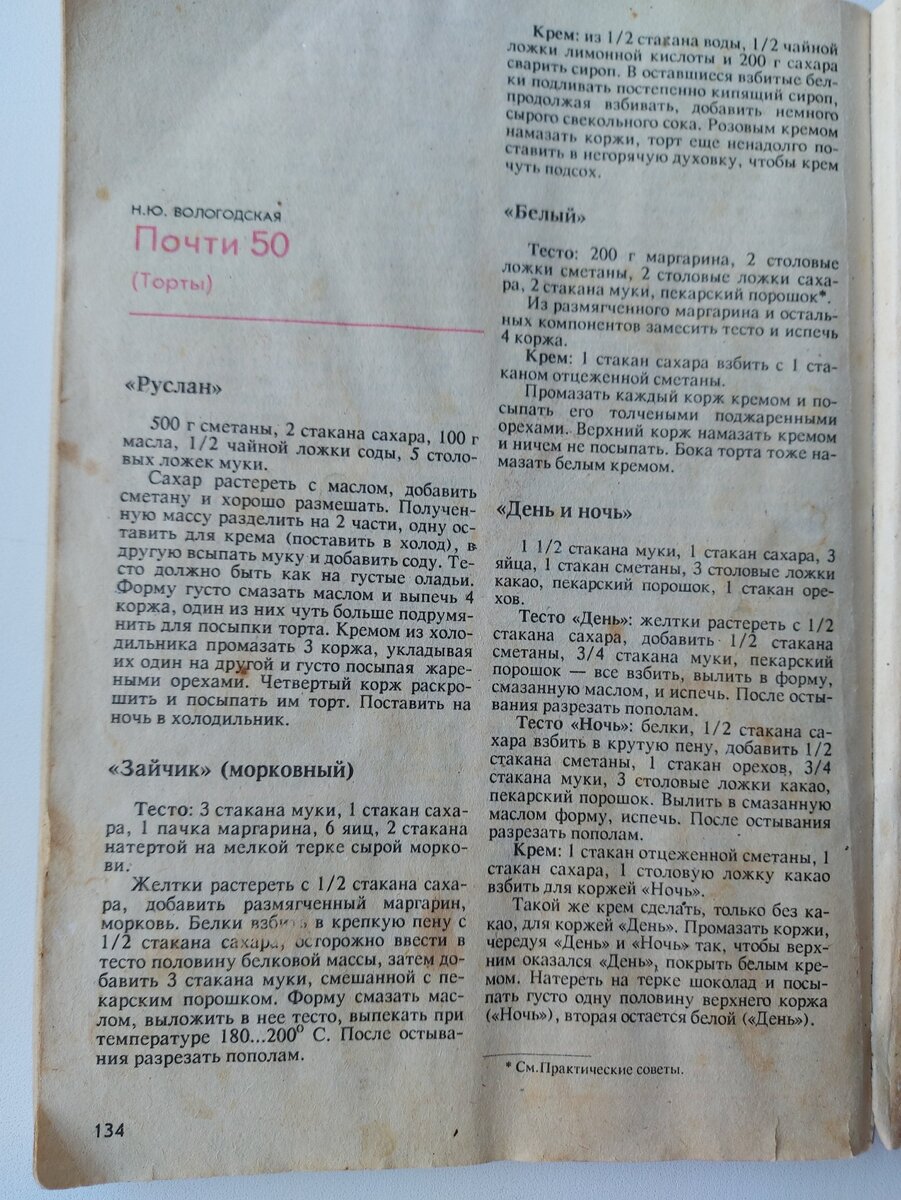 Н.Ю. ВОЛОГОДСКАЯ
Почти 50
(Торты)
«Руслан»
500 г сметаны, 2 стакана сахара, 100 г
масла, 1/2 чайной ложки соды, 5 столо-
вых ложек муки.
Сахар растереть с маслом, добавить
сметану и хорошо размешать. Получен-
ную массу разделить на 2 части, одну ос-
тавить для крема (поставить в холод), в
другую всыпать муку и добавить соду. Те-
сто должно быть как на густые оладьи.
Форму густо смазать маслом и выпечь 4
коржа, один из них чуть больше подрумя-
нить для посыпки торта. Кремом из холо-
дильника промазать 3 коржа, укладывая
их один на другой и густо посыпая жаре-
ными орехами. Четвертый корж раскро-
шить и посыпать им торт. Поставить на
ночь в холодильник.
«Зайчик» (морковный)
Тесто: 3 стакана муки, 1 стакан саха-
ра, 1 пачка маргарина, 6 яиц, 2 стакана
натертой на мелкой терке сырой морко-
ви.
Желтки растереть с 1/2 стакана саха-
ра, добавить размягченный маргарин,
морковь. Белки взбить в крепкую пену с
1/2 стакана сахара, осторожно ввести в
тесто половину белковой массы, затем до-
бавить 3 стакана муки, смешанной с пе-
карским порошком. Форму смазать мас-
лом, выложить в нее тесто, выпекать при
температуре 180...200° С. После остыва-
ния разрезать пополам.
134
Крем: из 1/2 стакана воды, 1/2 чайной
ложки лимонной кислоты и 200 г сахара
сварить сироп. В оставшиеся взбитые бел-
ки подливать постепенно кипящий сироп,
продолжая взбивать, добавить немного
сырого свекольного сока. Розовым кремом
намазать коржи, торт еще ненадолго по-
ставить в негорячую духовку, чтобы крем
чуть подсох.
«Белый»
Тесто: 200 г маргарина, 2 столовые
ложки сметаны, 2 столовые ложки саха-
ра, 2 стакана муки, пекарский порошок*.
Из размягченного маргарина и осталь-
ных компонентов замесить тесто и испечь
4 коржа.
Крем: 1 стакан сахара взбить с 1 ста-
каном отцеженной сметаны.
Промазать каждый корж кремом и по-
сыпать его толчеными поджаренными
орехами. Верхний корж намазать кремом
и ничем не посыпать. Бока торта тоже на-
мазать белым кремом.
«День и ночь»
1 1/2 стакана муки, 1 стакан сахара, 3
яйца, 1 стакан сметаны, 3 столовые ложки
какао, пекарский порошок, 1 стакан оре-
хов.
Тесто «День»: желтки растереть с 1/2
стакана сахара, добавить 1/2 стакана
сметаны, 3/4 стакана муки, пекарский
порошок — все взбить, вылить в форму,
смазанную маслом, и испечь. После осты-
вания разрезать пополам.
Тесто «Ночь»: белки, 1/2 стакана са-
хара взбить в крутую пену, добавить 1/2
стакана сметаны, 1 стакан орехов, 3/4
стакана муки, 3 столовые ложки какао,
пекарский порошок. Вылить в смазанную
маслом форму, испечь. После остывания
разрезать пополам.
Крем: 1 стакан отцеженной сметаны, 1
стакан сахара, 1 столовую ложку какао
взбить для коржей «Ночь».
Такой же крем сделать, только без ка-
као, для коржей «День». Промазать коржи,
чередуя «День» и «Ночь» так, чтобы верх-
ним оказался «День», покрыть белым кре-
мом. Натереть на терке шоколад и посы-
пать густо одну половину верхнего коржа
(«Ночь»), вторая остается белой («День»).
* См.Практические советы.